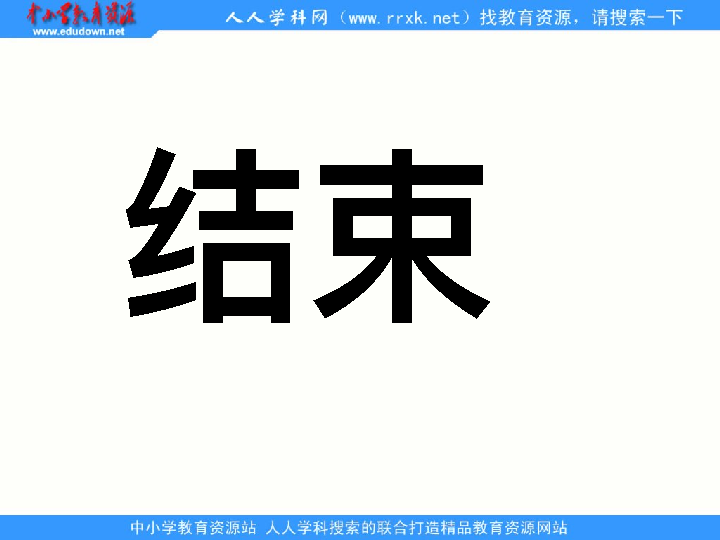 中小学教育资源
www.edudown.net
人人学科网（www.rrxk.net）找教育资源，请搜索一下
结束
中小学教育资源站 人人学科搜索的联合打造精品教育资源网站